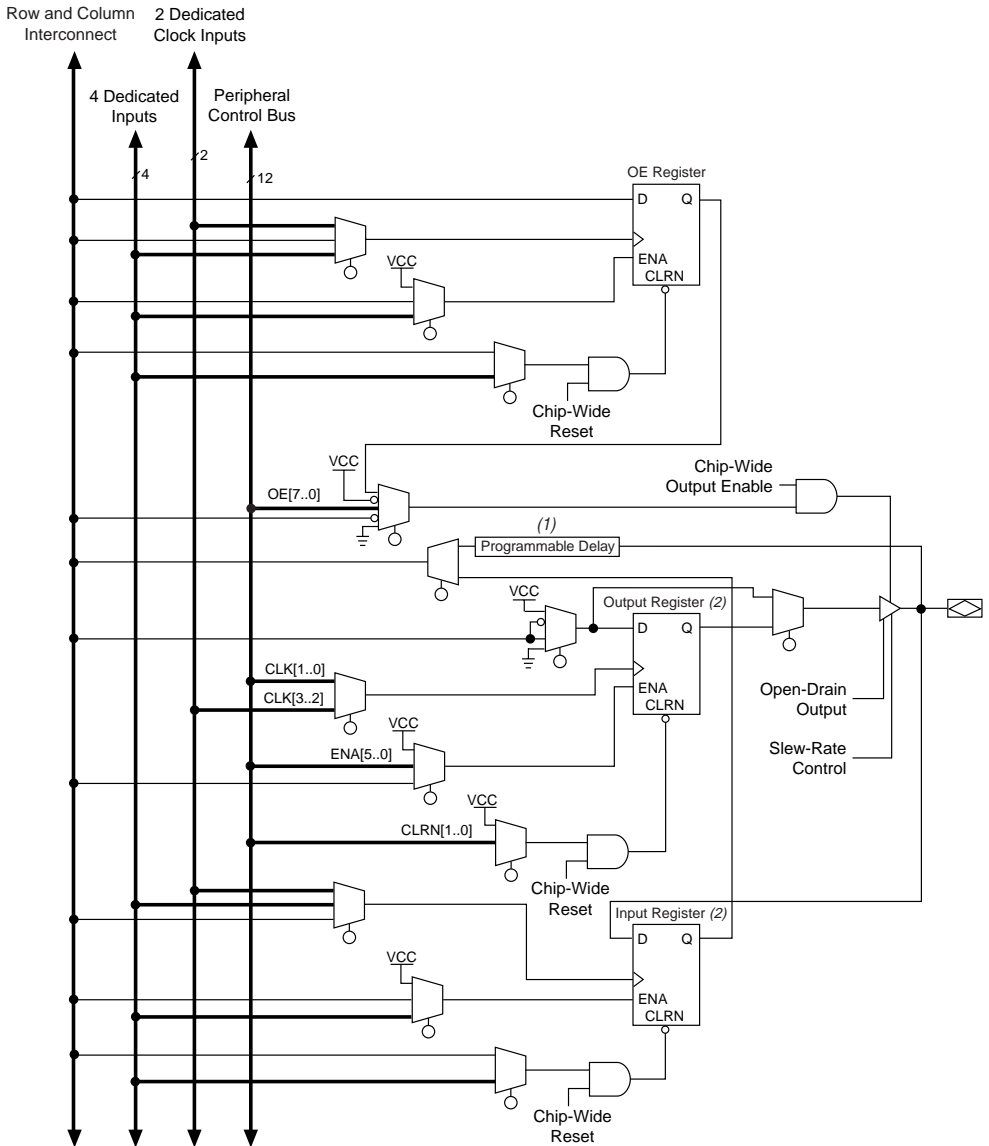 Row and Column
Interconnect
2 Dedicated
Clock Inputs
4 Dedicated
Inputs
Peripheral
Control Bus
2
4
12
OE Register
D Q
ENA
CLRN
VCC
Chip-Wide
Reset
VCC
OE[7..0]
Chip-Wide
Output Enable
(1)
Programmable Delay
VCC
Output Register (2)
D Q
ENA
CLRN
CLK[1..0]
CLK[3..2]
Open-Drain
Output
VCC
ENA[5..0]
Slew-Rate
Control
VCC
CLRN[1..0]
Chip-Wide
Reset
Input Register (2)
D Q
ENA
CLRN
VCC
Chip-Wide
Reset